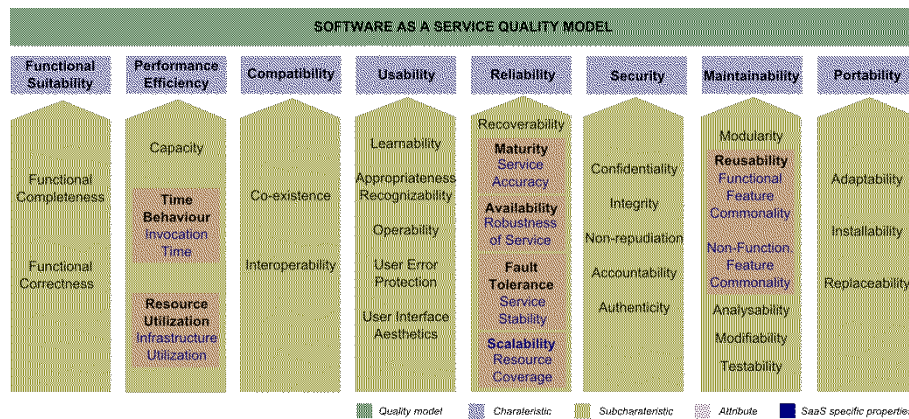 SOFTWARE AS A SERVICE QUALITY MODEL
Functional
Suitability
Performance
Efficiency
Compatibility
Usability
Reliability
Security
Maintainability
Portability
Functional
Completeness
Functional
Correctness
Capacity
Time
Behaviour
Invocation
Time
Resource
Utilization
Infrastructure
Utilization
Co-existence
Interoperability
Learnability
Appropriateness
Recognizability
Operability
User Error
Protection
User Interface
Aesthetics
Recoverability
Maturity
Service
Accuracy
Availability
Robustness
of Service
Fault
Tolerance
Service
Stability
Scalability
Resource
Coverage
Confidentiality
Integrity
Non-repudiation
Accountability
Authenticity
Modularity
Reusability
Functional
Feature
Commonality
Non-Function.
Feature
Commonality
Analysability
Modifiability
Testability
Adaptability
Installability
Replaceability
Quality model
Charateristic
Subcharateristic
Attribute
SaaS specific properties